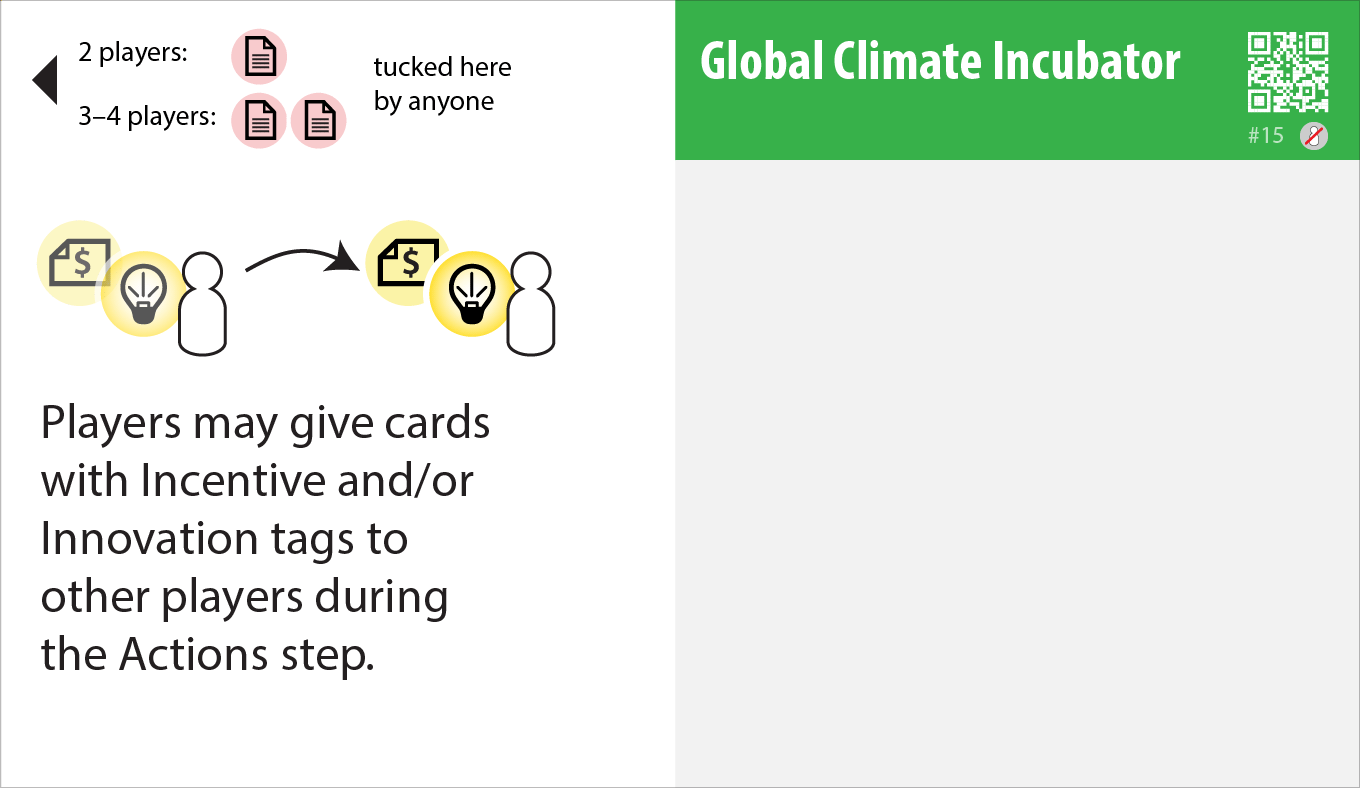 2 players:
3–4 players:
tucked here
by anyone
$
$
Players may give cards
with Incentive and/or
Innovation tags to
other players during
the Actions step.
Global Climate Incubator
#15